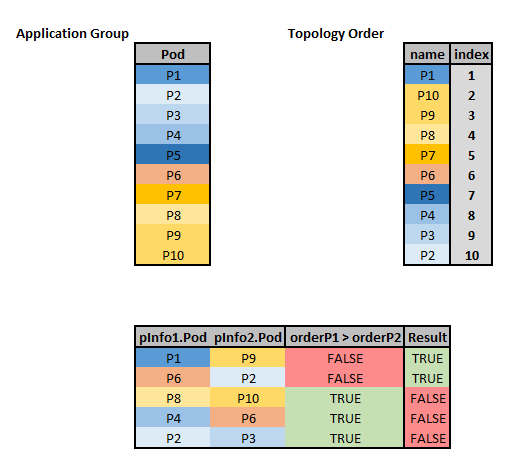 Application Group
Pod
P1
P2
P3
P4
P5
P6
P7
P8
P9
P10
Topology Order
name index
P1 1
P10 2
P9 3
P8 4
P7 5
P6 6
P5 7
P4 8
P3 9
P2 10
pInfo1.Pod pInfo2.Pod orderP1 > orderP2 Result
P1 P9 FALSE TRUE
P6 P2 FALSE TRUE
P8 P10 TRUE FALSE
P4 P6 TRUE FALSE
P2 P3 TRUE FALSE